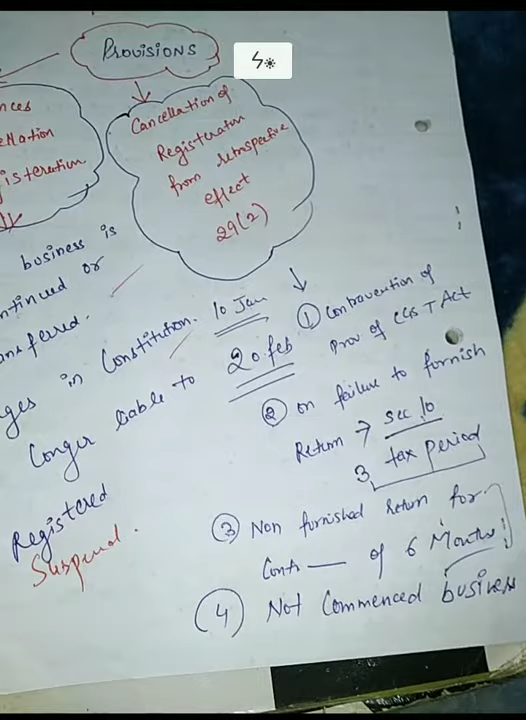 PROVISIONS
Cancellation of
Registration
from retrospective
effect
29(2)
nces
ellation
isteration
business is
ntinued or
ansferred.
ges in Constitution.
Longer liable to
Registered
Suspend.
10 Jan
20 feb
① Contravention of
Prov of CGST Act
② on failure to furnish
Return → sec 10
3 tax period
③ Non furnished return for
Cont of 6 Months
④ Not Commenced business